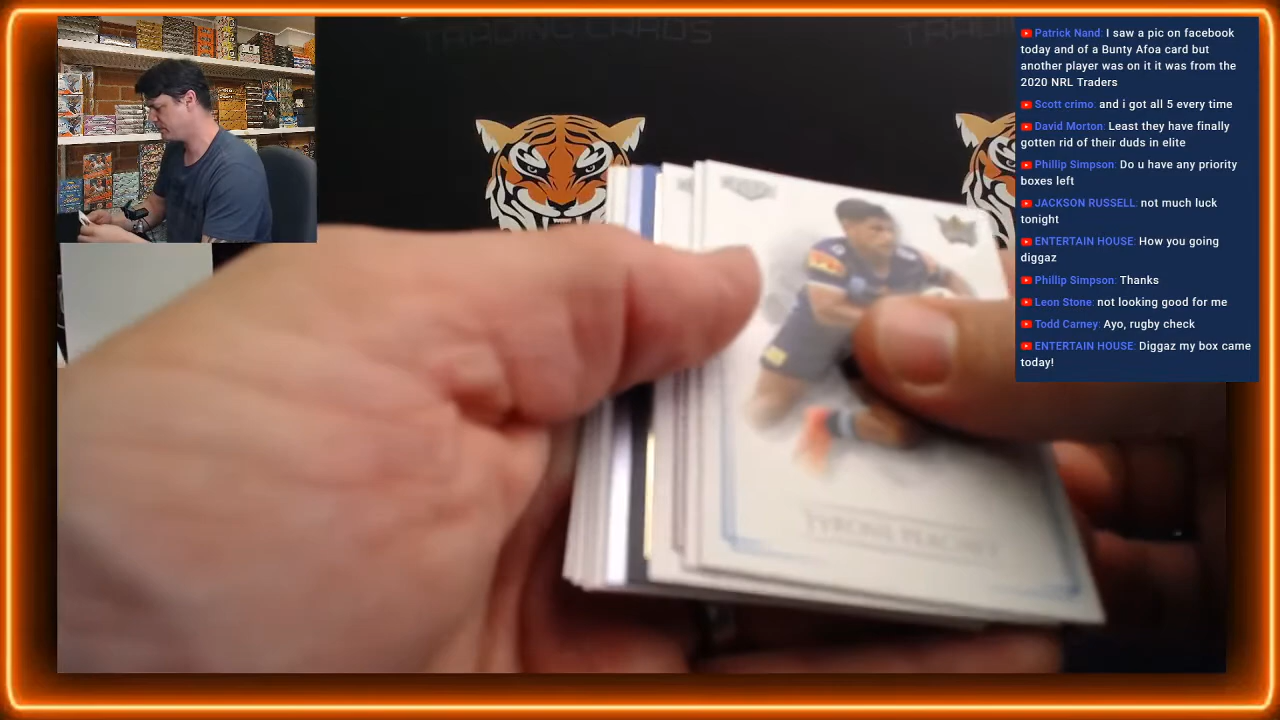 TRADING CARDS
TRADING
Patrick Nand: I saw a pic on facebook
today and of a Bunty Afoa card but
another player was on it it was from the
2020 NRL Traders
Scott crimo: and i got all 5 every time
David Morton: Least they have finally
gotten rid of their duds in elite
Phillip Simpson: Do u have any priority
boxes left
JACKSON RUSSELL: not much luck
tonight
ENTERTAIN HOUSE: How you going
diggaz
Phillip Simpson: Thanks
Leon Stone: not looking good for me
Todd Carney: Ayo, rugby check
ENTERTAIN HOUSE: Diggaz my box came
today!
TYRONE PEACHEY